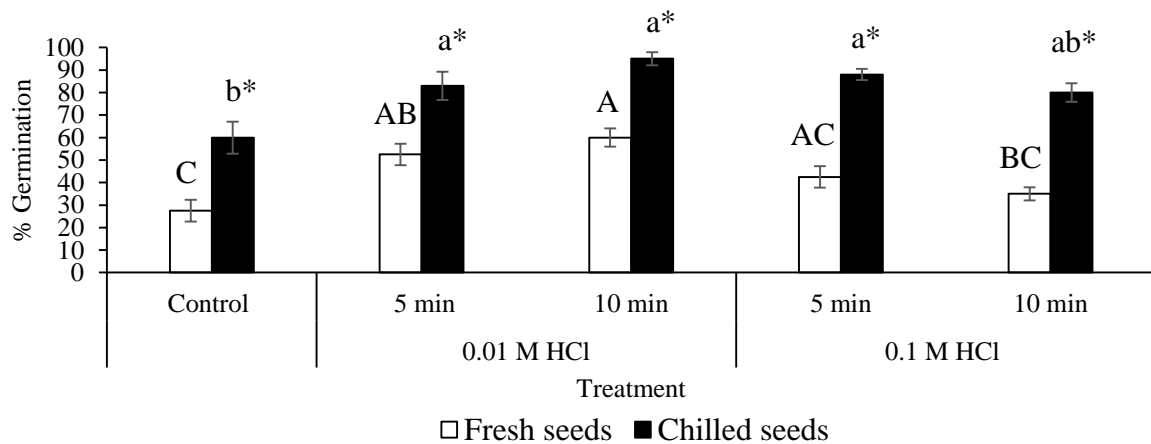 a* a* a* ab*
100
90
80
70
60
50
40
30
20
10
0
% Germination
b*
AB
A
AC
BC
C
Control 5 min 10 min 5 min 10 min
0.01 M HCl 0.1 M HCl
Treatment
Fresh seeds Chilled seeds